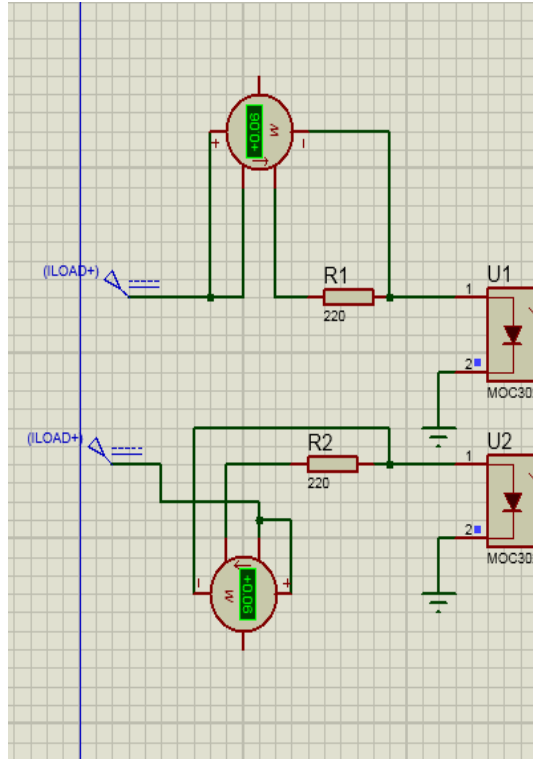 +0.06
W
+
-
(ILOAD+)
R1
220
U1
1
2
MOC30
(ILOAD+)
R2
220
U2
1
2
MOC30
-
+
+0.06
W